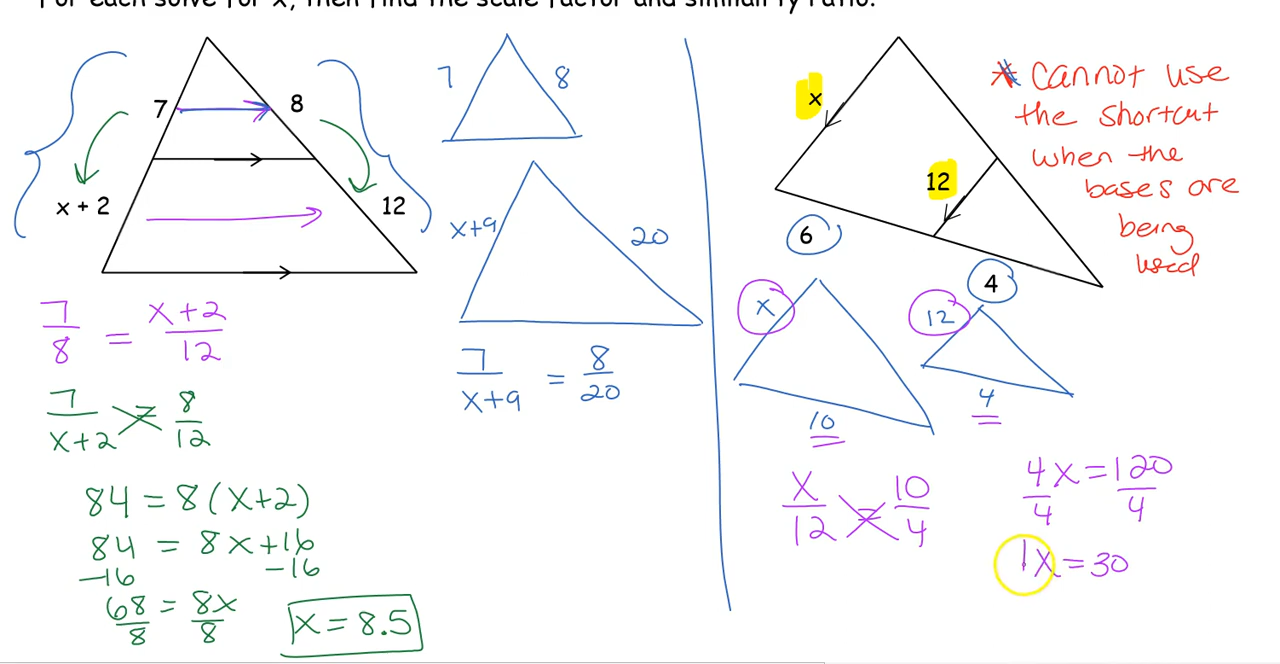 For each solve for x, then find the scale factor and similarity ratio.
7
8
x + 2
12
7
8
x+9
20
7/8 = x+2/12
7/x+2 = 8/12
84 = 8(x+2)
84 = 8x+16
-16 -16
68/8 = 8x/8
x = 8.5
7/x+9 = 8/20
x
12
6
4
* Cannot use
the shortcut
when the
bases are
being
used
x
10
12
4
x/12 = 10/4
4x/4 = 120/4
1x = 30